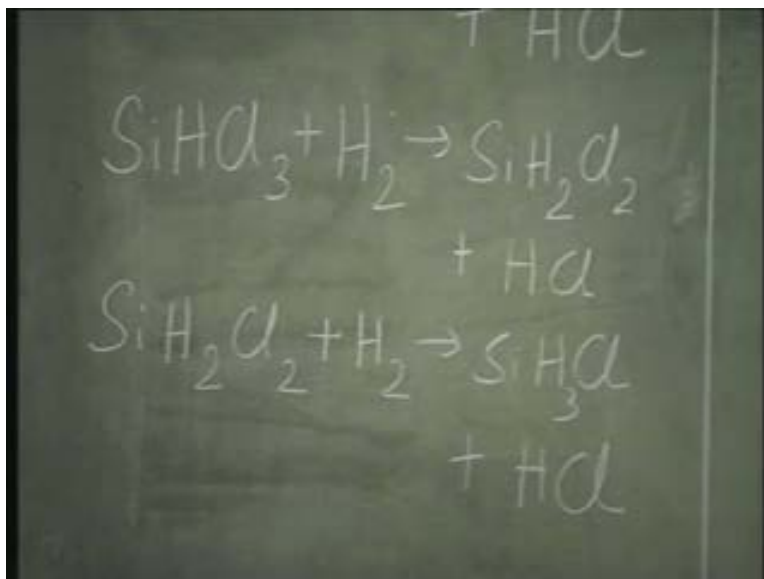 + HCl
SiHCl₃ + H₂ → SiH₂Cl₂
+ HCl
SiH₂Cl₂ + H₂ → SiH₃Cl
+ HCl